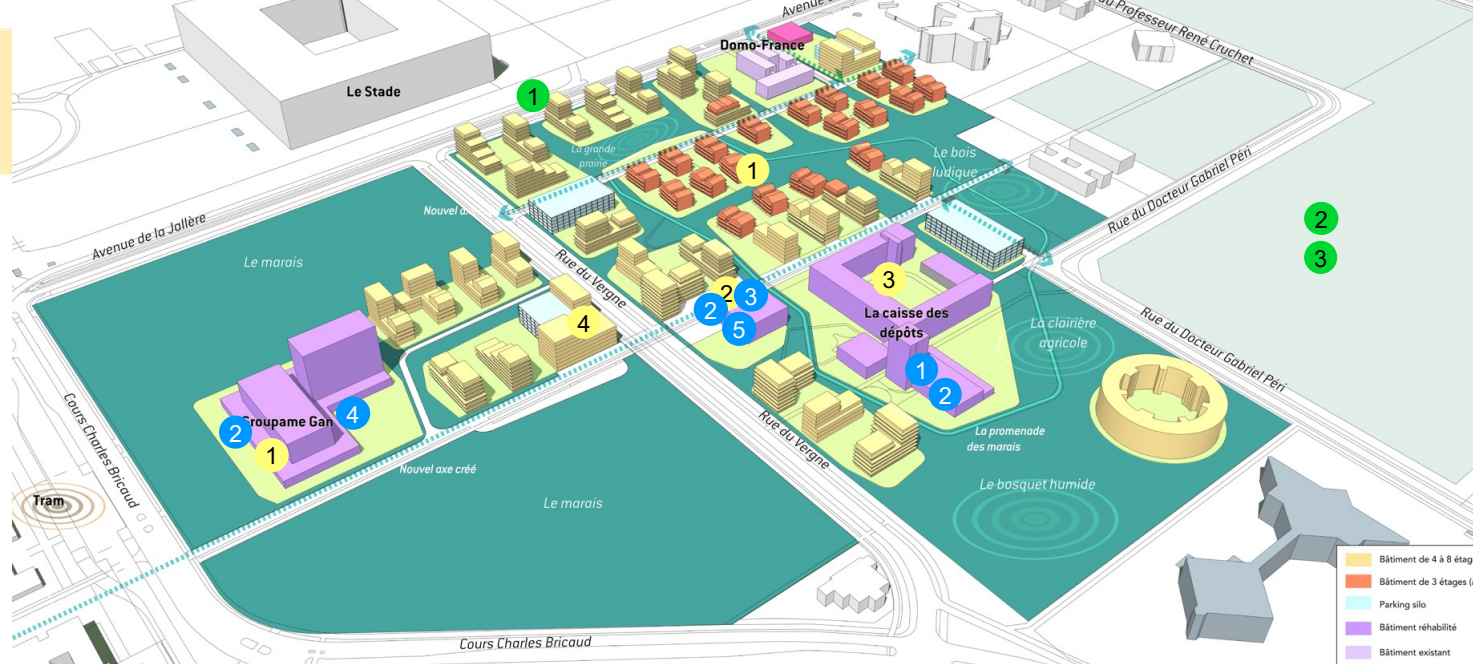 Avenue
du Professeur René Cruchet
Domo-France
Le Stade
1
La grande
prairie
1
Le bois
ludique
Rue du Docteur Gabriel Péri
2
3
Nouvel
Avenue de la Jallère
Le marais
Rue du Vergne
3
2
3
2
5
La caisse des
dépôts
La clairière
agricole
Rue du Docteur Gabriel Péri
4
1
2
Cours Charles Bricaud
2
Groupame Gan
4
1
Rue du Vergne
La promenade
des marais
Nouvel axe créé
Tram
Le marais
Le bosquet humide
Cours Charles Bricaud
Bâtiment de 4 à 8
Bâtiment de 3 étages
Parking silo
Bâtiment réhabilité
Bâtiment existant